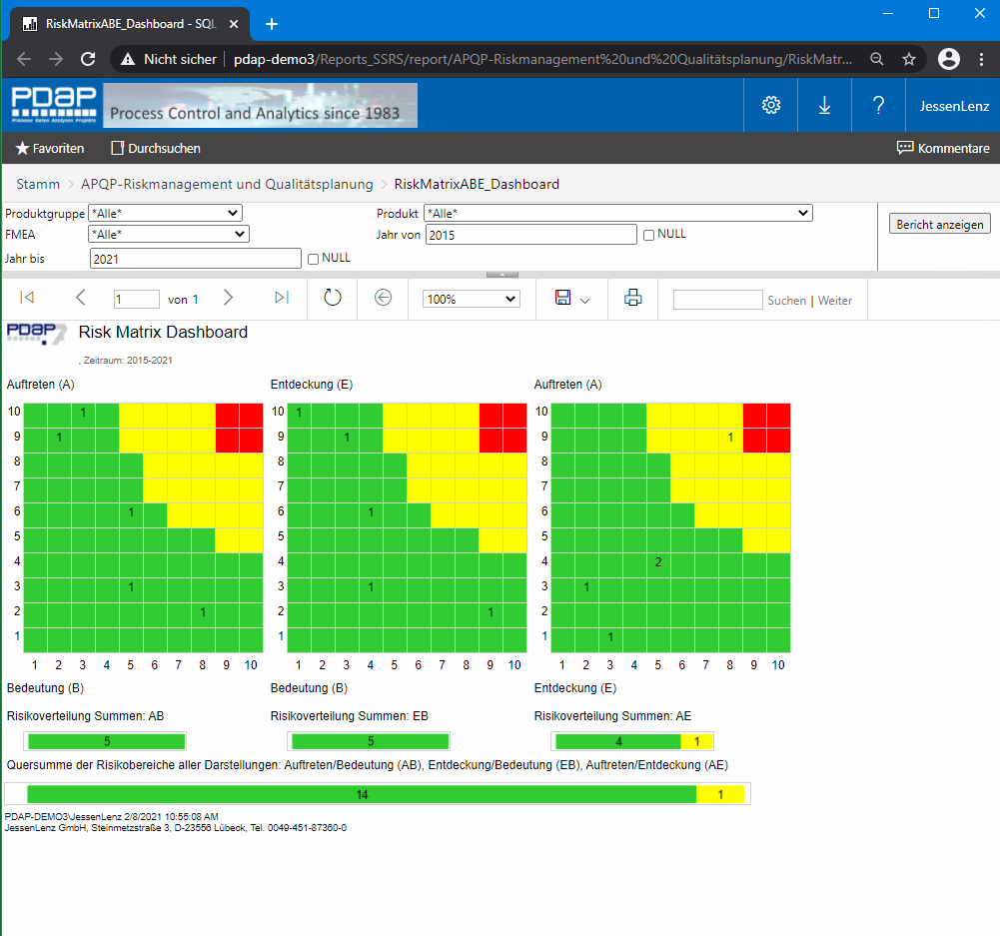 RiskMatrixABE_Dashboard - SQL
Nicht sicher | pdap-demo3/Reports_SSRS/report/APQP-Riskmanagement%20und%20Qualitätsplanung/RiskMatr...
PDAP
Prozess Daten Analysen Projekte
Process Control and Analytics since 1983
? JessenLenz
Favoriten Durchsuchen Kommentare
Stamm > APQP-Riskmanagement und Qualitätsplanung > RiskMatrixABE_Dashboard
Produktgruppe *Alle* Produkt *Alle* Bericht anzeigen
FMEA *Alle* Jahr von 2015 NULL
Jahr bis 2021 NULL
1 von 1 100% Suchen | Weiter
PDAP 7 Risk Matrix Dashboard
, Zeitraum: 2015-2021
Auftreten (A) Entdeckung (E) Auftreten (A)
10 1 10 1 10
9 1 9 1 9 1
8 8 8
7 7 7
6 1 6 1 6
5 5 5
4 4 4 2
3 1 3 1 3 1
2 1 2 1 2
1 1 1 1
1 2 3 4 5 6 7 8 9 10 1 2 3 4 5 6 7 8 9 10 1 2 3 4 5 6 7 8 9 10
Bedeutung (B) Bedeutung (B) Entdeckung (E)
Risikoverteilung Summen: AB Risikoverteilung Summen: EB Risikoverteilung Summen: AE
5 5 4 1
Quersumme der Risikobereiche aller Darstellungen: Auftreten/Bedeutung (AB), Entdeckung/Bedeutung (EB), Auftreten/Entdeckung (AE)
14 1
PDAP-DEMO3\JessenLenz 2/8/2021 10:55:08 AM
JessenLenz GmbH, Steinmetzstraße 3, D-23556 Lübeck, Tel. 0049-451-87360-0